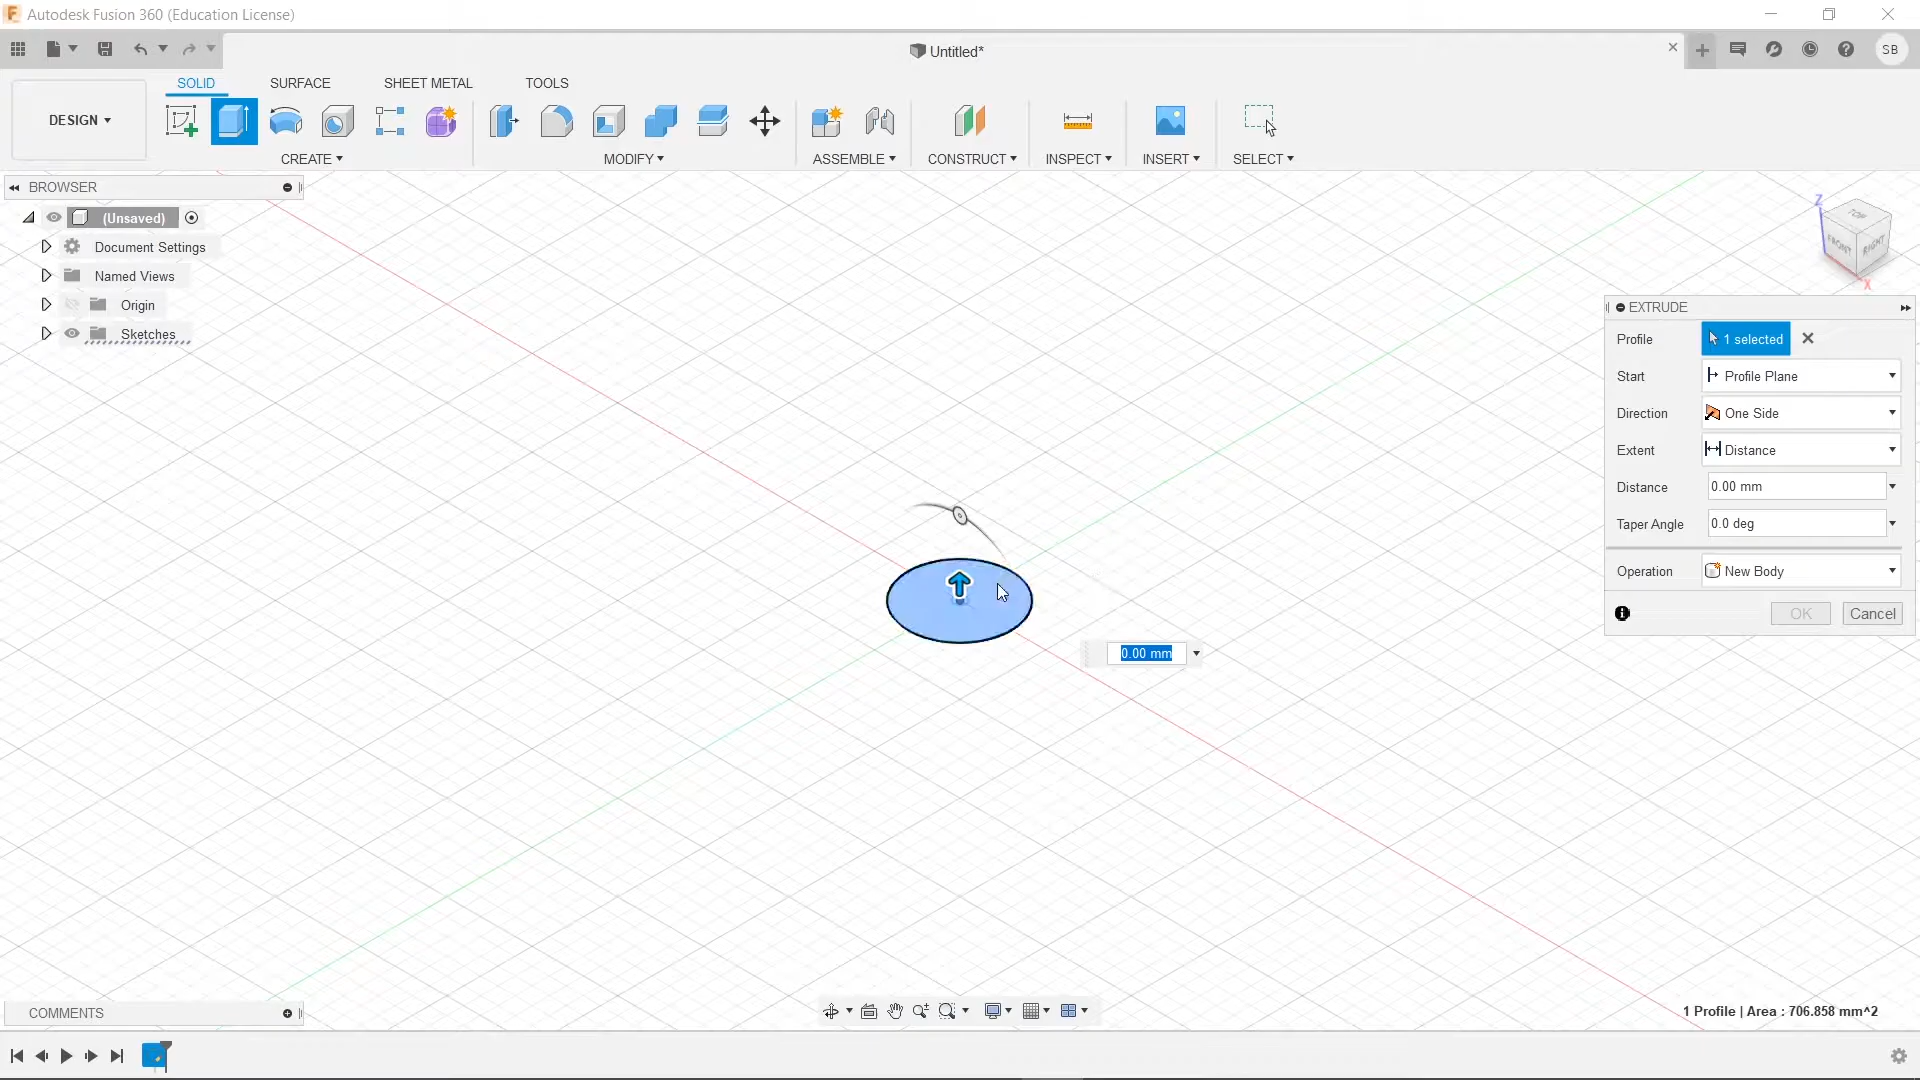 Autodesk Fusion 360 (Education License)
Untitled*
SB
DESIGN
SOLID
SURFACE
SHEET METAL
TOOLS
CREATE
MODIFY
ASSEMBLE
CONSTRUCT
INSPECT
INSERT
SELECT
BROWSER
(Unsaved)
Document Settings
Named Views
Origin
Sketches
Z
TOP
FRONT
RIGHT
X
EXTRUDE
Profile
1 selected
Start
Profile Plane
Direction
One Side
Extent
Distance
Distance
0.00 mm
Taper Angle
0.0 deg
Operation
New Body
OK
Cancel
0.00 mm
COMMENTS
1 Profile | Area : 706.858 mm^2